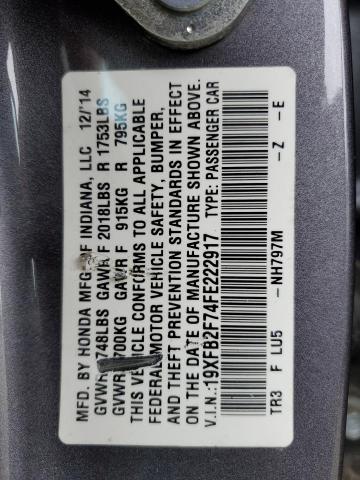 MFD. BY HONDA MFG OF INDIANA, LLC 12/14
GVWR 748LBS GAWR F 2018LBS R 1753LBS
GVWR 700KG GAWR F 915KG R 795KG
THIS VEHICLE CONFORMS TO ALL APPLICABLE
FEDERAL MOTOR VEHICLE SAFETY, BUMPER,
AND THEFT PREVENTION STANDARDS IN EFFECT
ON THE DATE OF MANUFACTURE SHOWN ABOVE.
V.I.N.:19XFB2F74FE222917 TYPE: PASSENGER CAR
TR3 F LU5 -NH797M -Z -E